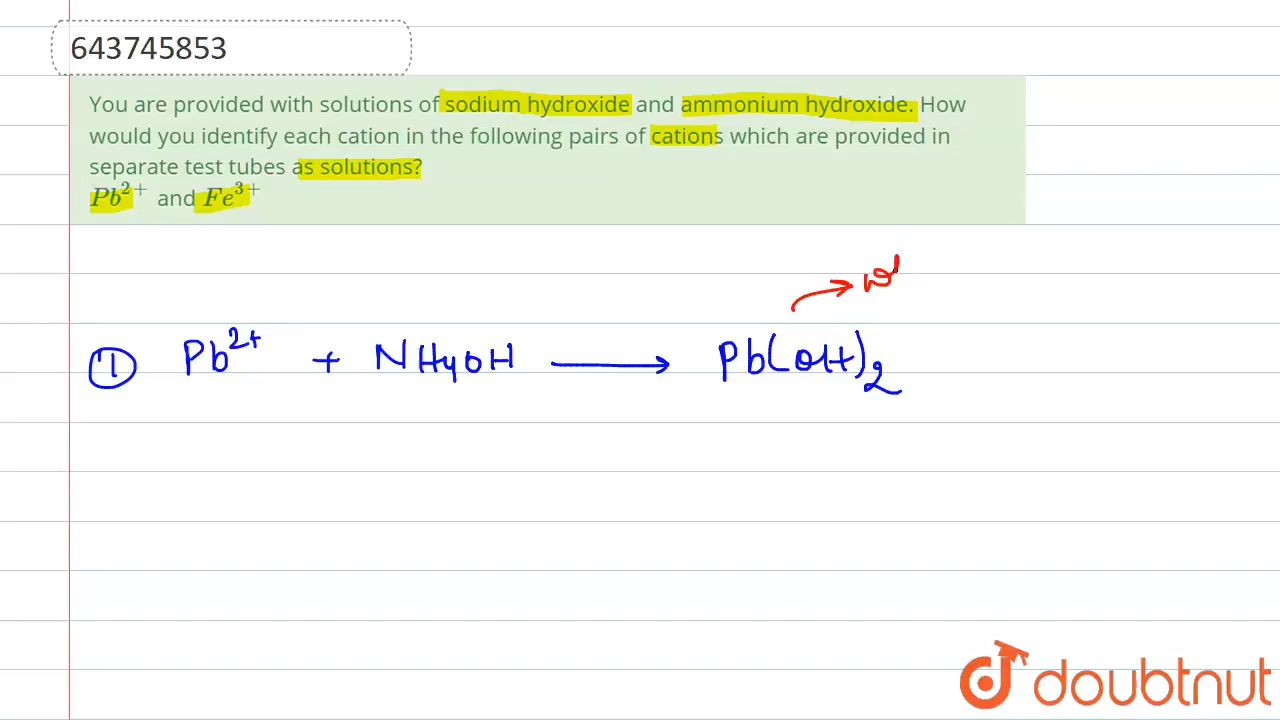 643745853
You are provided with solutions of sodium hydroxide and ammonium hydroxide. How
would you identify each cation in the following pairs of cations which are provided in
separate test tubes as solutions?
Pb²⁺ and Fe³⁺
① Pb²⁺ + NH4OH ⟶ Pb(OH)₂
doubtnut